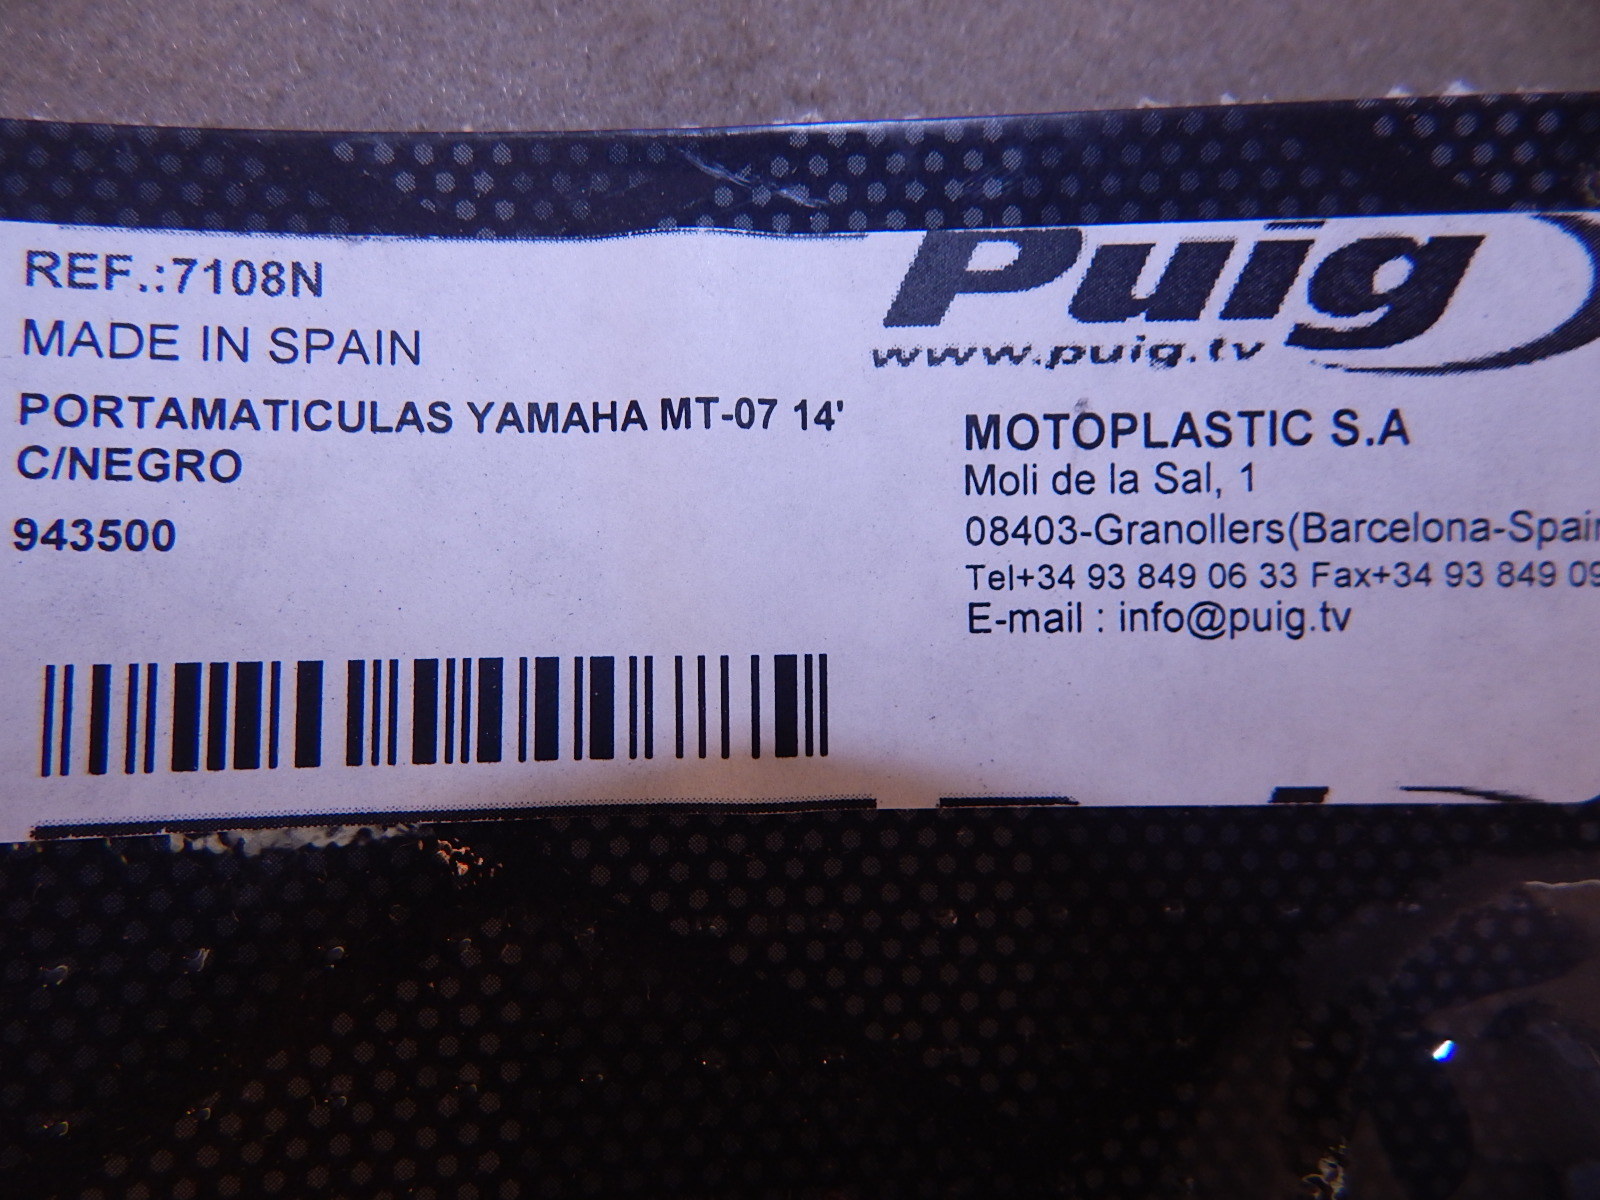 REF.:7108N
MADE IN SPAIN
PORTAMATICULAS YAMAHA MT-07 14'
C/NEGRO
943500
Puig
www.puig.tv
MOTOPLASTIC S.A
Moli de la Sal, 1
08403-Granollers(Barcelona-Spain
Tel+34 93 849 06 33 Fax+34 93 849 09
E-mail : info@puig.tv